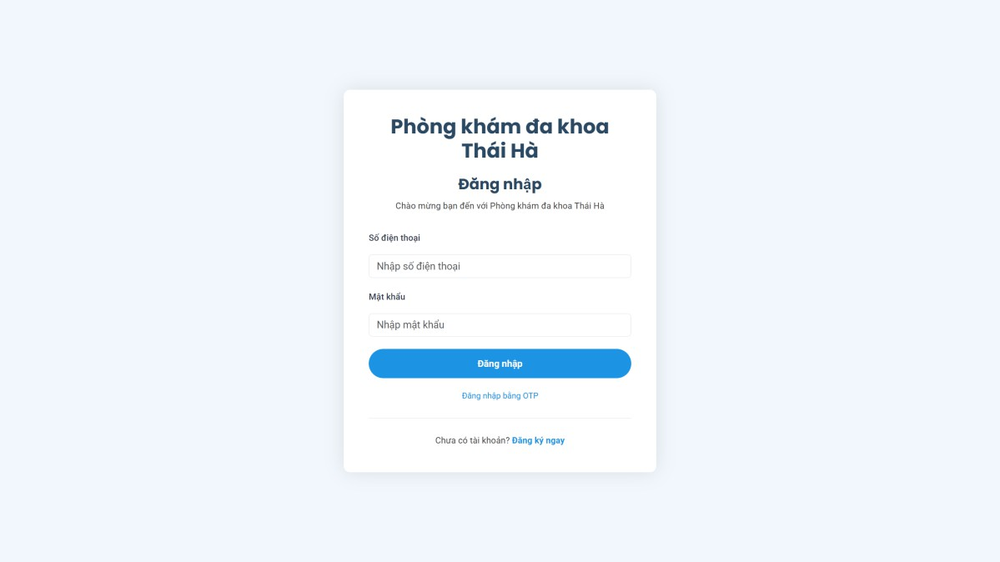 Phòng khám đa khoa
Thái Hà
Đăng nhập
Chào mừng bạn đến với Phòng khám đa khoa Thái Hà
Số điện thoại
Nhập số điện thoại
Mật khẩu
Nhập mật khẩu
Đăng nhập
Đăng nhập bằng OTP
Chưa có tài khoản? Đăng ký ngay